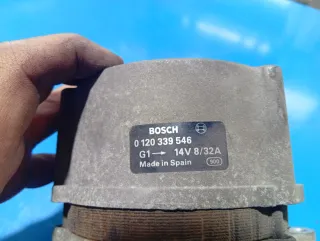 BOSCH
0 120 339 546
G1→ 14V 8/32A
Made in Spain